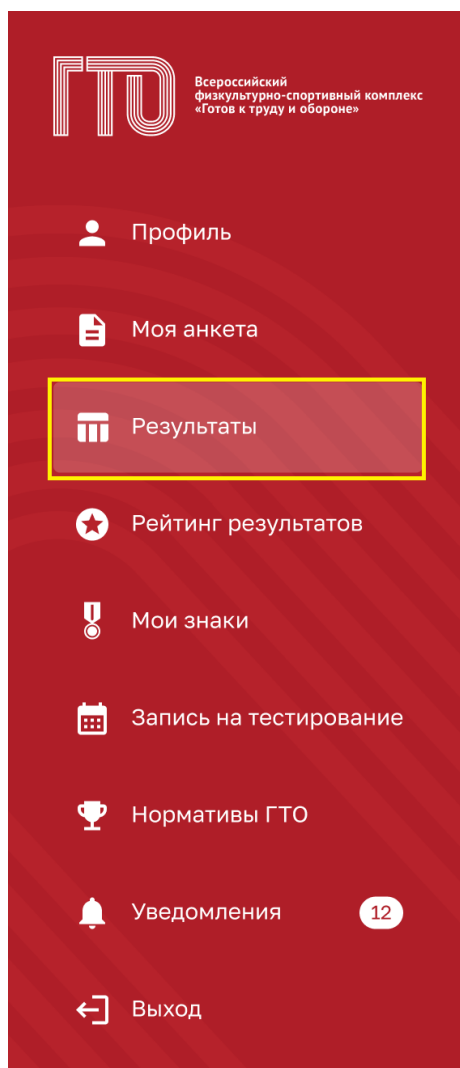 ГТО
Всероссийский
физкультурно-спортивный комплекс
«Готов к труду и обороне»
Профиль
Моя анкета
Результаты
Рейтинг результатов
Мои знаки
Запись на тестирование
Нормативы ГТО
Уведомления 12
Выход